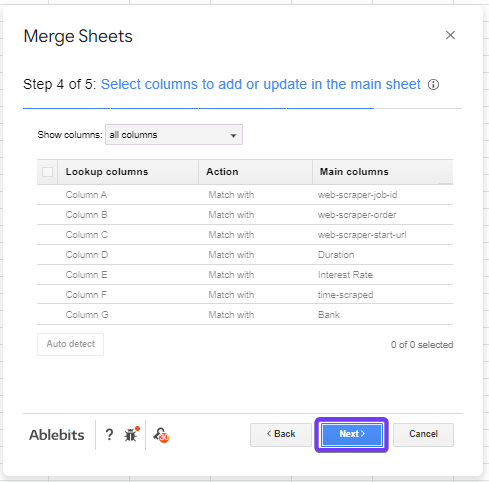 Merge Sheets
Step 4 of 5: Select columns to add or update in the main sheet
Show columns: all columns
Lookup columns Action Main columns
Column A Match with web-scraper-job-id
Column B Match with web-scraper-order
Column C Match with web-scraper-start-url
Column D Match with Duration
Column E Match with Interest Rate
Column F Match with time-scraped
Column G Match with Bank
Auto detect 0 of 0 selected
Ablebits ? 30 < Back Next > Cancel